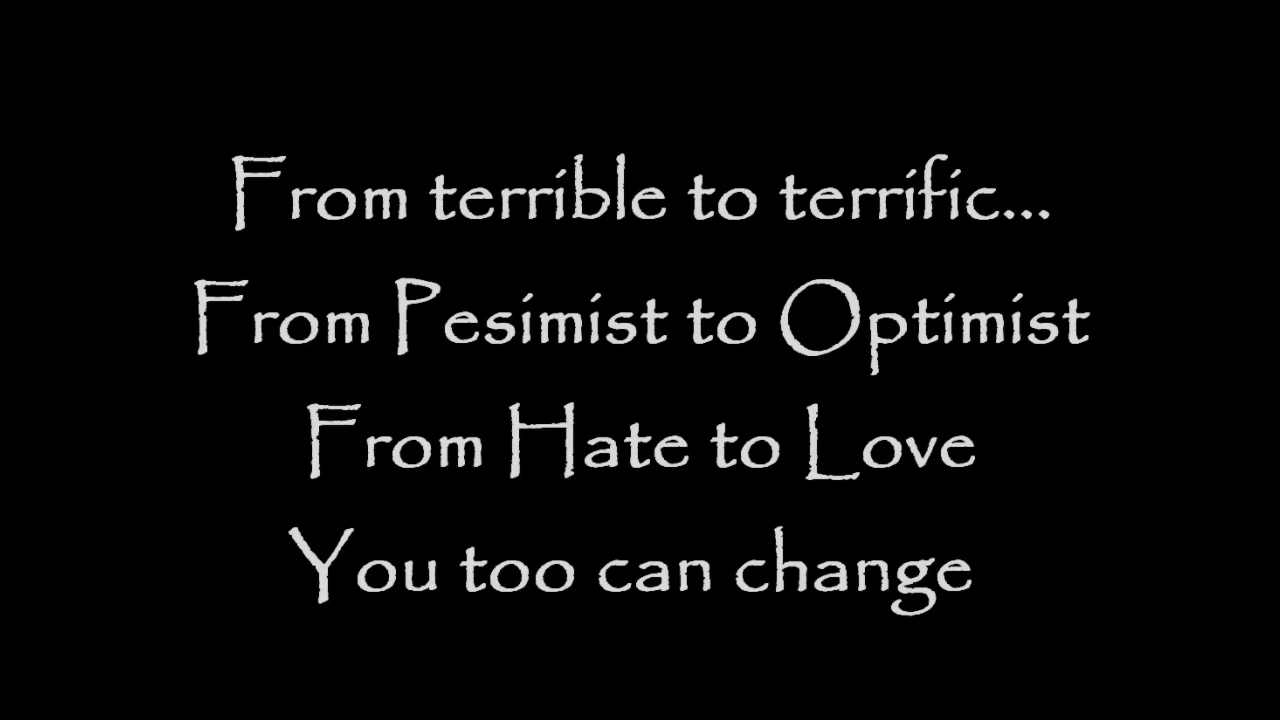 From terrible to terrific...
From Pesimist to Optimist
From Hate to Love
You too can change